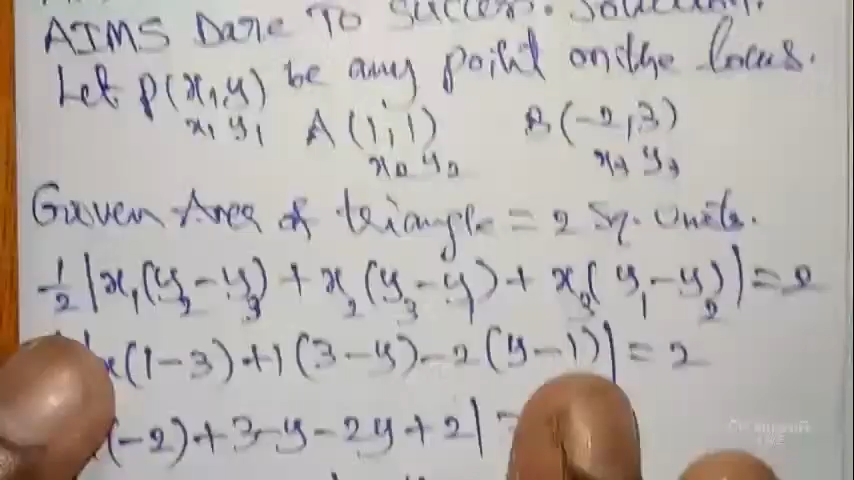 AIMS Dare To Success. Solution.
Let P(x,y) be any point on the locus.
x₁ y₁ A(1,1) B(-2,3)
x₂ y₂ x₃ y₃
Given Area of triangle = 2 Sq. Units.
1/2 |x₁(y₂-y₃) + x₂(y₃-y₁) + x₃(y₁-y₂)| = 2
x(1-3)+1(3-y)-2(y-1)| = 2
(-2)+3-y-2y+2| =